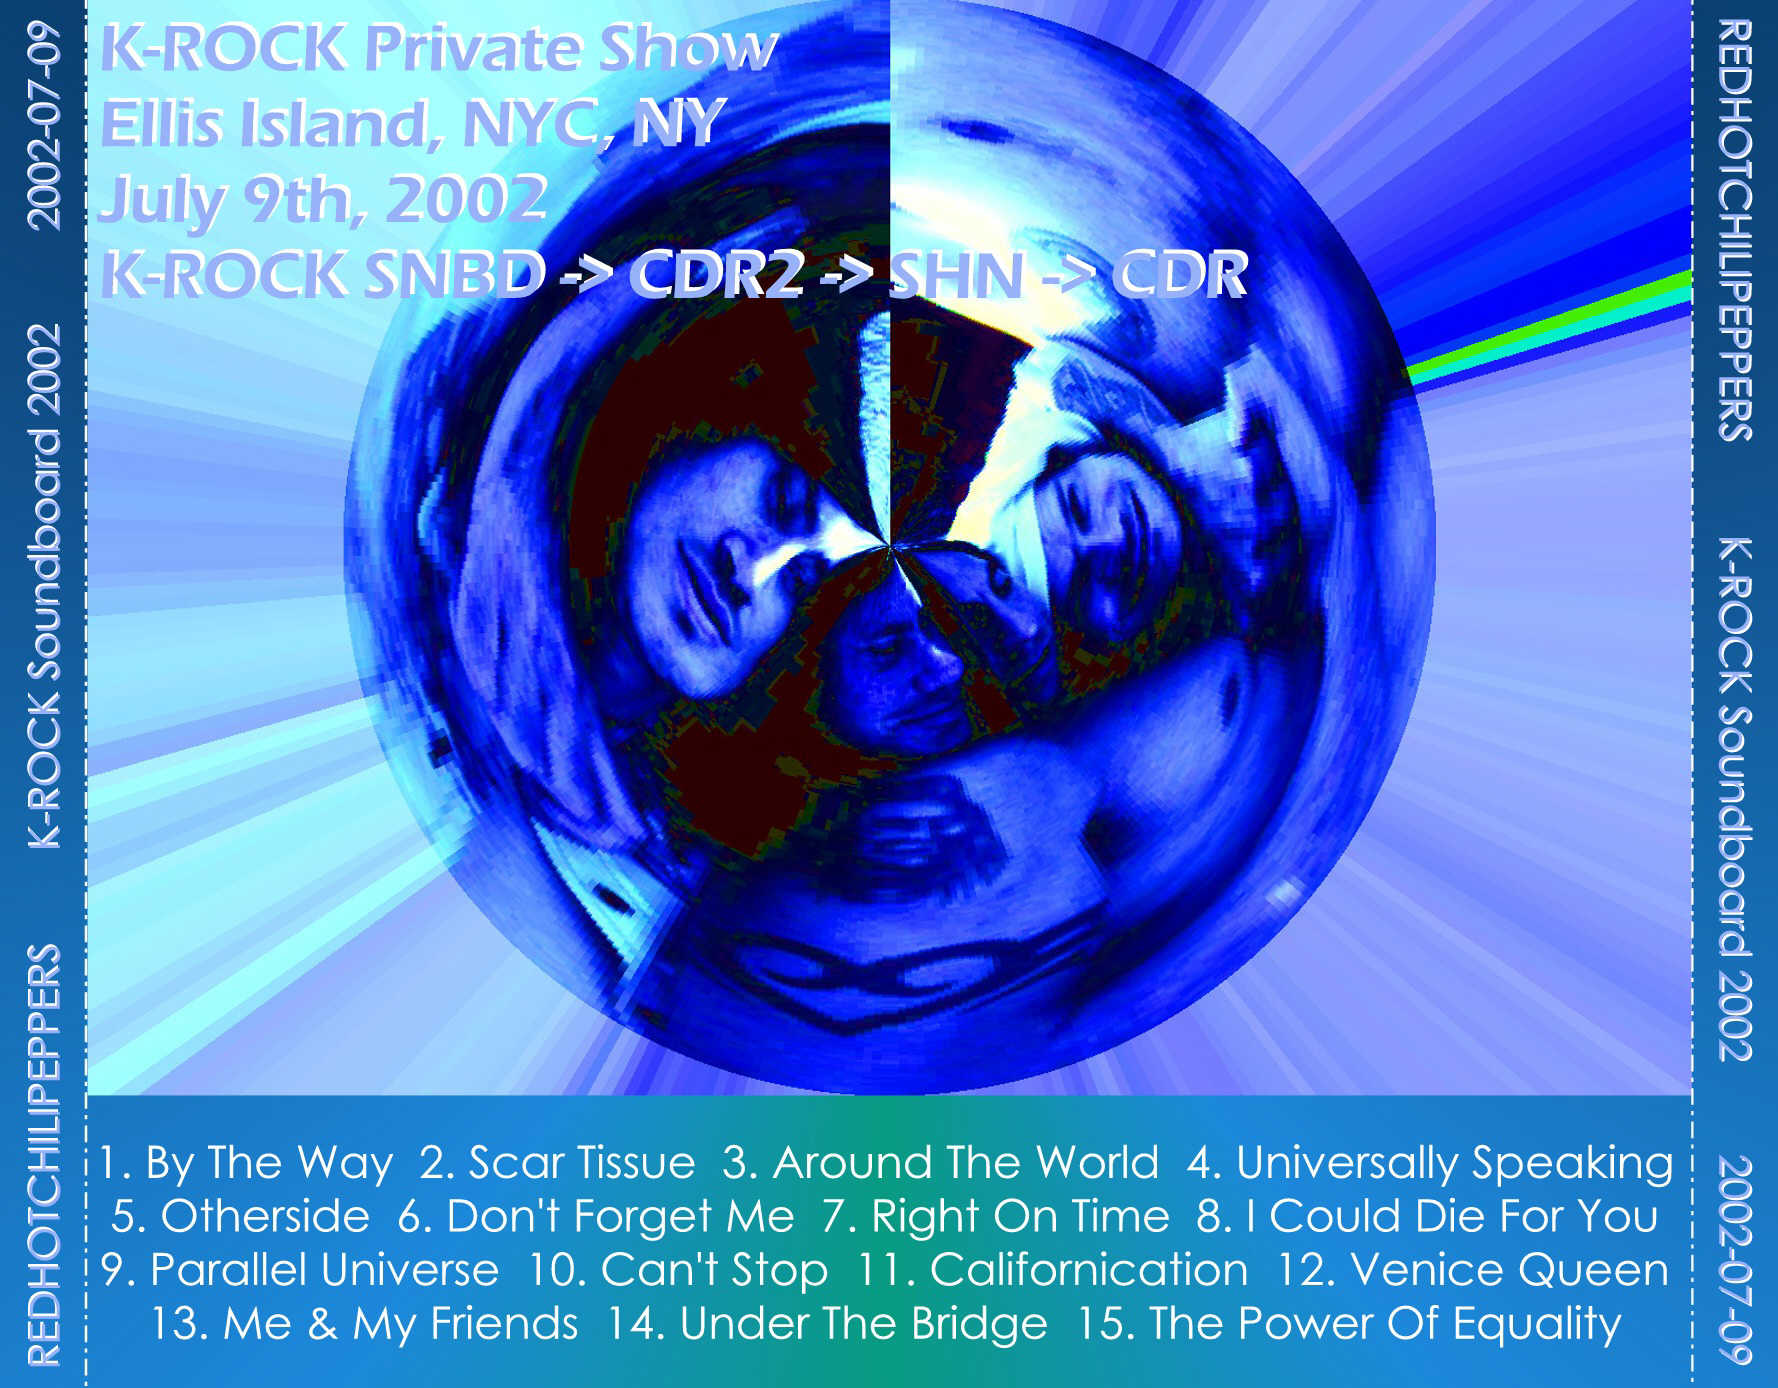 K-ROCK Private Show
Ellis Island, NYC, NY
July 9th, 2002
K-ROCK SNBD -> CDR2 -> SHN -> CDR
REDHOTCHILIPEPPERS K-ROCK Soundboard 2002 2002-07-09
REDHOTCHILIPEPPERS K-ROCK Soundboard 2002 2002-07-09
1. By The Way 2. Scar Tissue 3. Around The World 4. Universally Speaking
5. Otherside 6. Don't Forget Me 7. Right On Time 8. I Could Die For You
9. Parallel Universe 10. Can't Stop 11. Californication 12. Venice Queen
13. Me & My Friends 14. Under The Bridge 15. The Power Of Equality